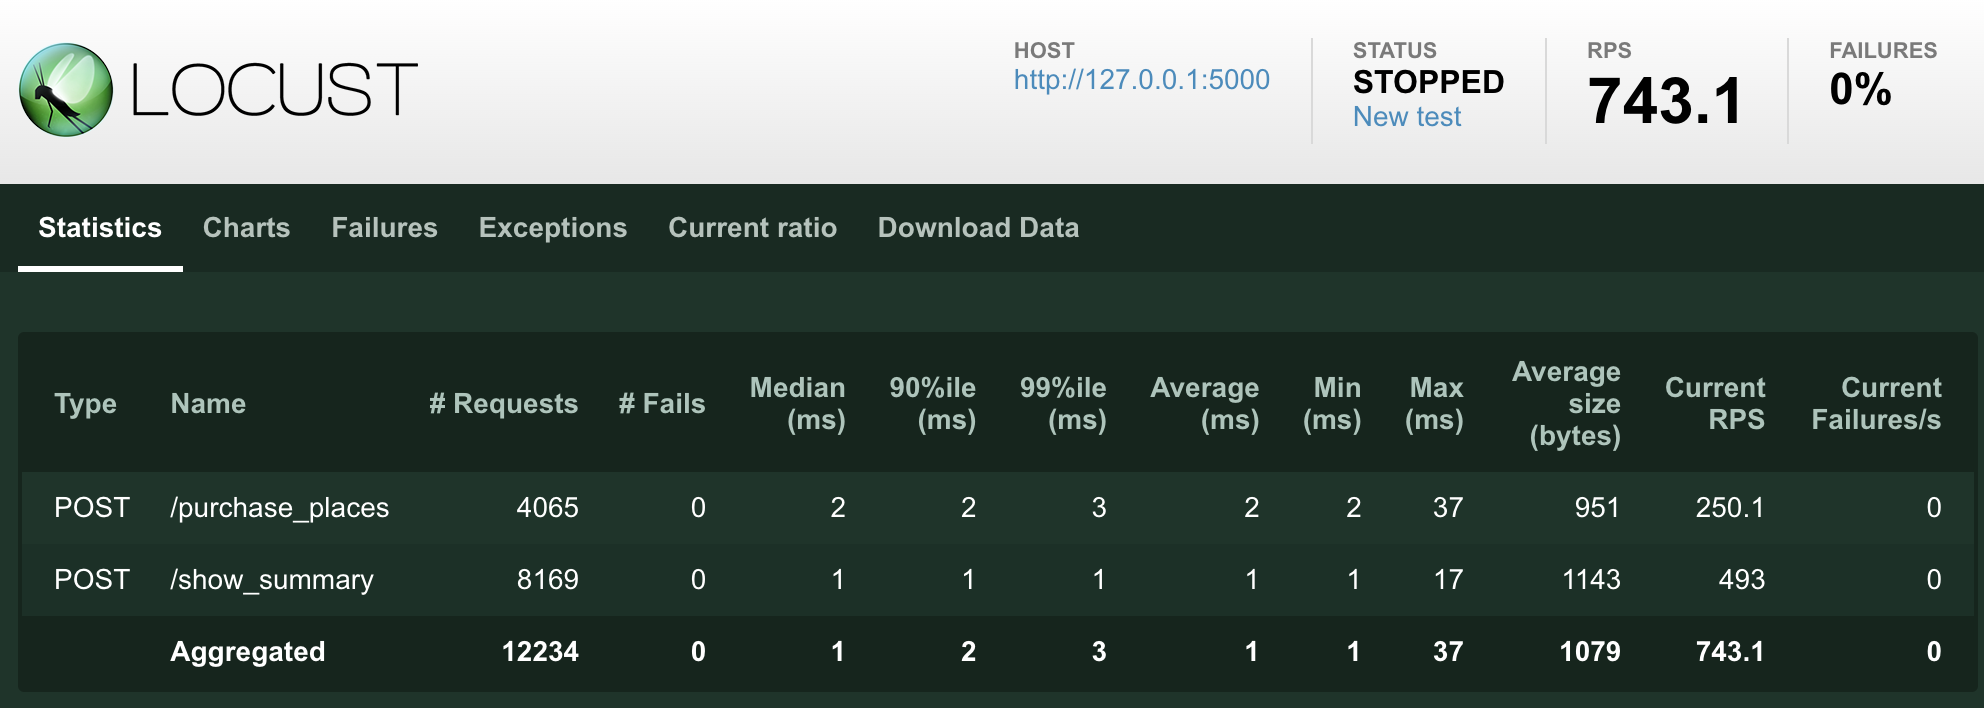 LOCUST
HOST
http://127.0.0.1:5000
STATUS
STOPPED
New test
RPS
743.1
FAILURES
0%
Statistics Charts Failures Exceptions Current ratio Download Data
Type Name # Requests # Fails Median (ms) 90%ile (ms) 99%ile (ms) Average (ms) Min (ms) Max (ms) Average size (bytes) Current RPS Current Failures/s
POST /purchase_places 4065 0 2 2 3 2 2 37 951 250.1 0
POST /show_summary 8169 0 1 1 1 1 1 17 1143 493 0
Aggregated 12234 0 1 2 3 1 1 37 1079 743.1 0